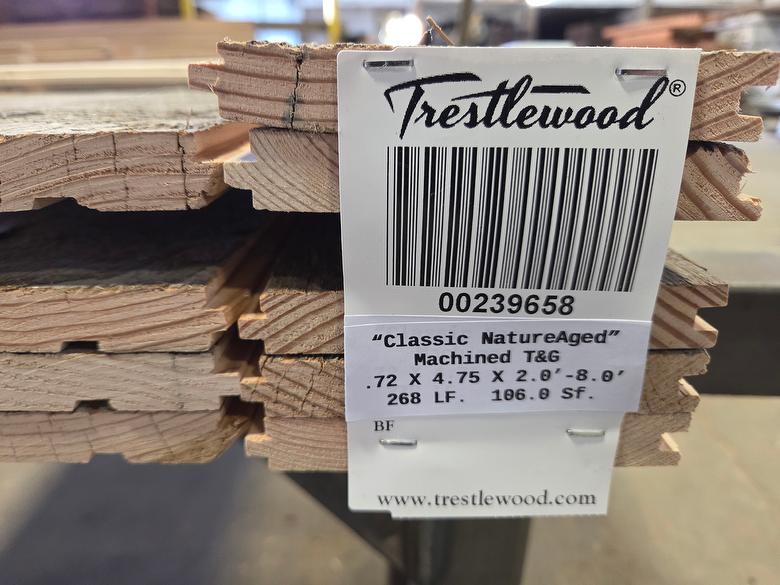 Trestlewood®
00239658
“Classic NatureAged”
Machined T&G
.72 X 4.75 X 2.0′-8.0′
268 LF.  106.0 Sf.
BF
www.trestlewood.com